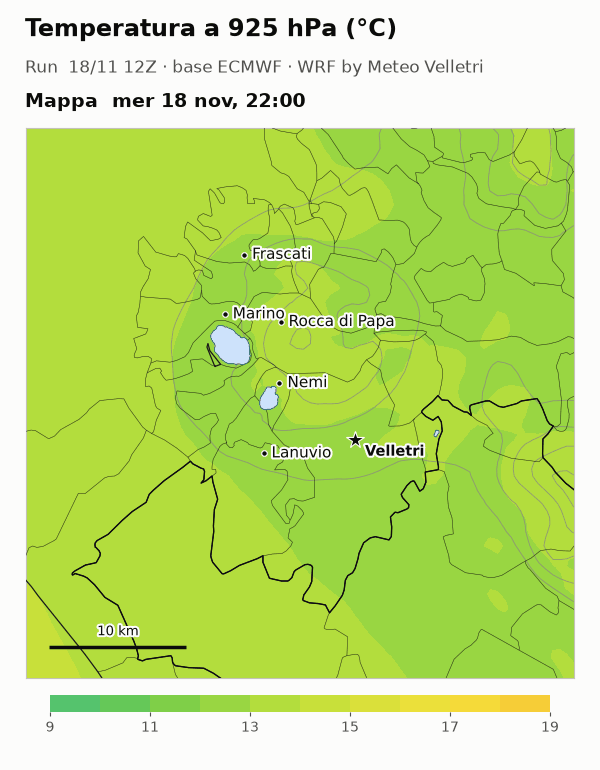 Temperatura a 925 hPa (°C)
Run  18/11 12Z · base ECMWF · WRF by Meteo Velletri
Mappa  mer 18 nov, 22:00
Frascati
Marino
Rocca di Papa
Nemi
Velletri
Lanuvio
10 km
9 11 13 15 17 19